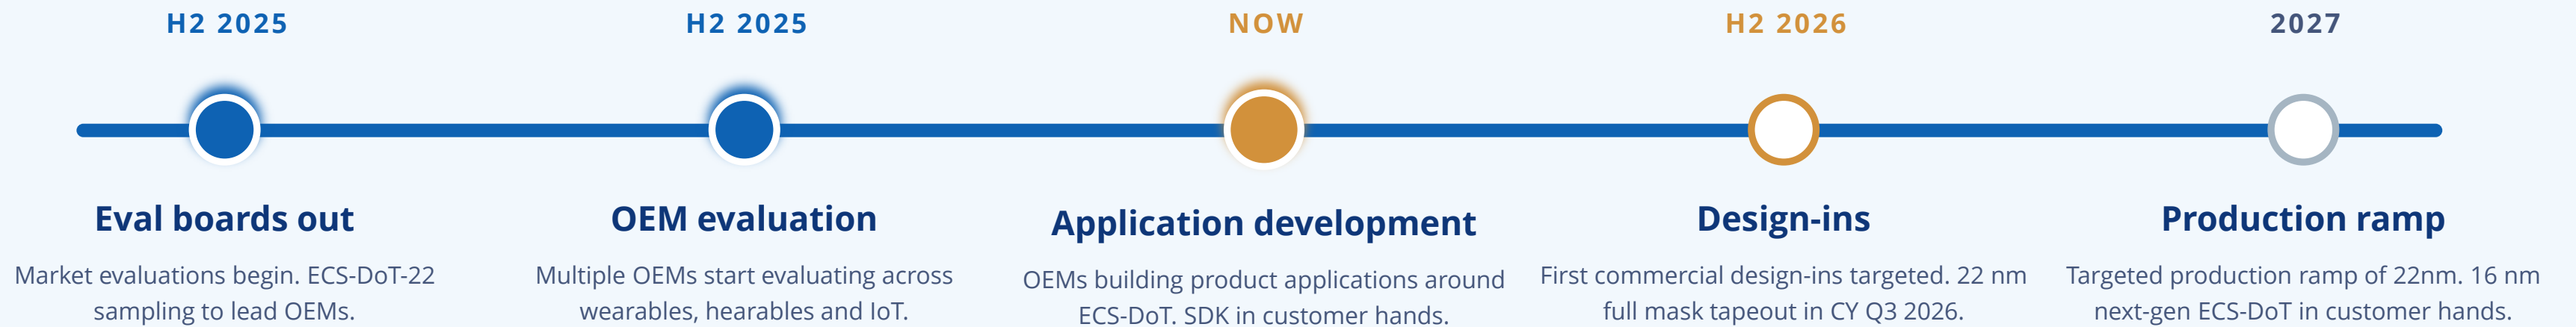 H2 2025
Eval boards out
Market evaluations begin. ECS-DoT-22
sampling to lead OEMs.
H2 2025
OEM evaluation
Multiple OEMs start evaluating across
wearables, hearables and IoT.
NOW
Application development
OEMs building product applications around
ECS-DoT. SDK in customer hands.
H2 2026
Design-ins
First commercial design-ins targeted. 22 nm
full mask tapeout in CY Q3 2026.
2027
Production ramp
Targeted production ramp of 22nm. 16 nm
next-gen ECS-DoT in customer hands.